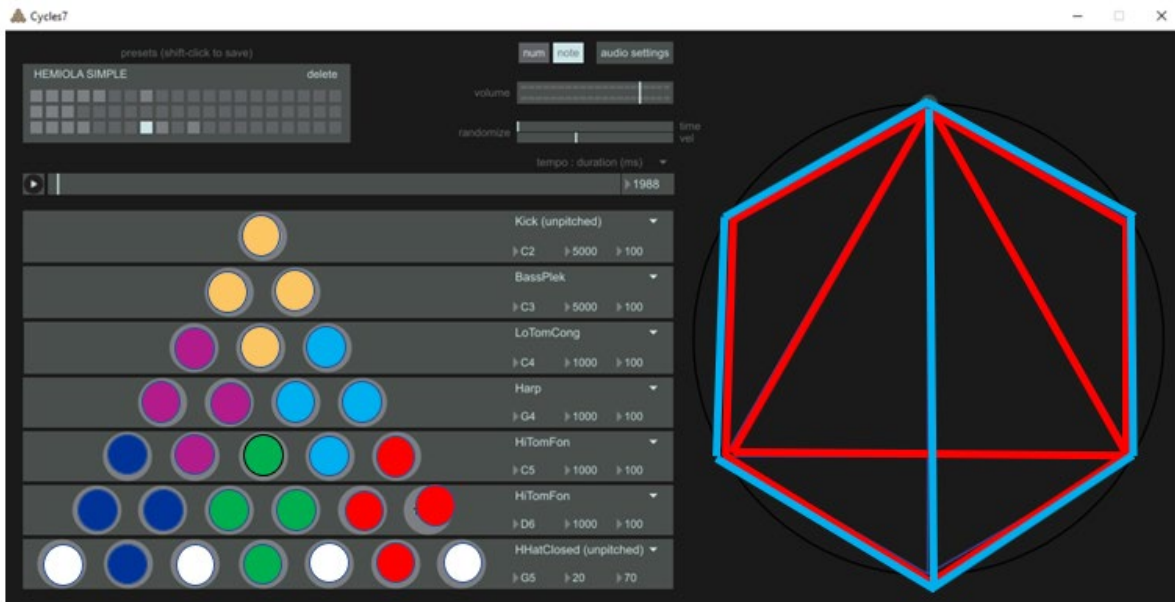 Cycles7
presets (shift-click to save)
HEMIOLA SIMPLE delete
num note audio settings
volume
randomize time
vel
tempo : duration (ms)
1988
Kick (unpitched)
C2 5000 100
BassPlek
C3 5000 100
LoTomCong
C4 1000 100
Harp
G4 1000 100
HiTomFon
C5 1000 100
HiTomFon
D6 1000 100
HHatClosed (unpitched)
G5 20 70